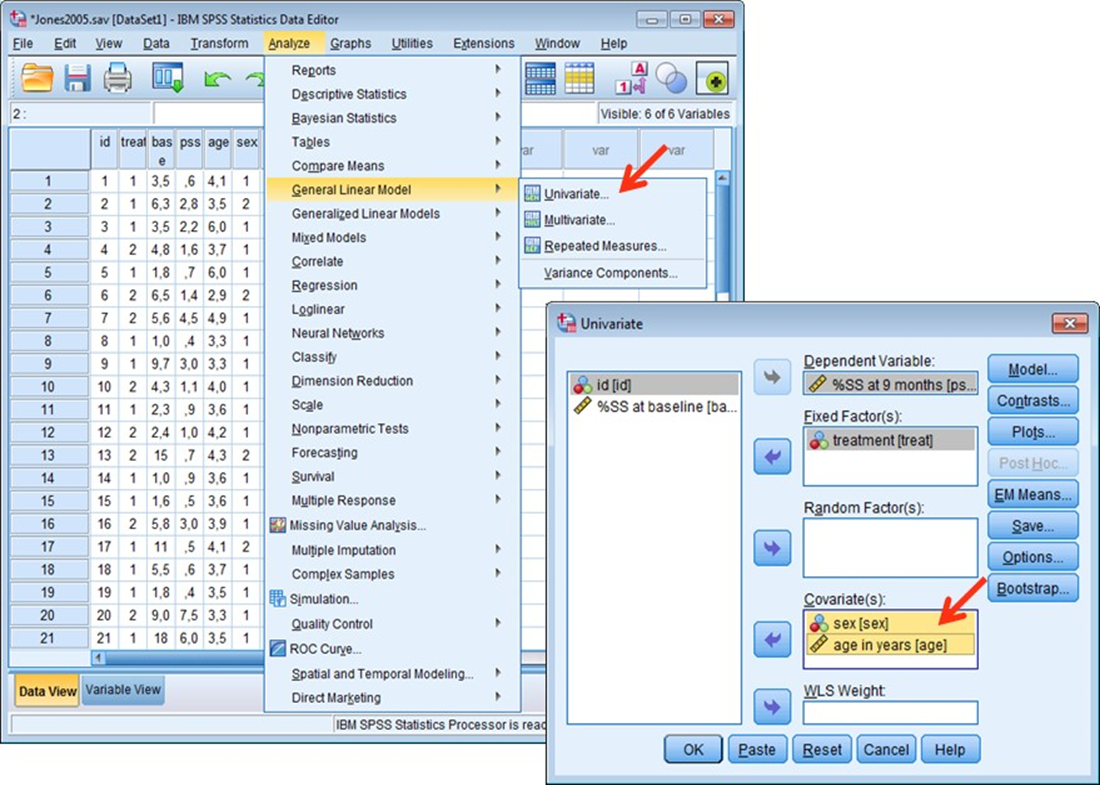 *Jones2005.sav [DataSet1] - IBM SPSS Statistics Data Editor
File Edit View Data Transform Analyze Graphs Utilities Extensions Window Help
2 :
Visible: 6 of 6 Variables
id treat base pss age sex var var var
1 1 1 3,5 ,6 4,1 1
2 2 1 6,3 2,8 3,5 2
3 3 1 3,5 2,2 6,0 1
4 4 2 4,8 1,6 3,7 1
5 5 1 1,8 ,7 6,0 1
6 6 2 6,5 1,4 2,9 2
7 7 2 5,6 4,5 4,9 1
8 8 1 1,0 ,4 3,3 1
9 9 1 9,7 3,0 3,3 1
10 10 2 4,3 1,1 4,0 1
11 11 1 2,3 ,9 3,6 1
12 12 2 2,4 1,0 4,2 1
13 13 2 15 ,7 4,3 2
14 14 1 1,0 ,9 3,6 1
15 15 1 1,6 ,5 3,6 1
16 16 2 5,8 3,0 3,9 1
17 17 1 11 ,5 4,1 2
18 18 1 5,5 ,6 3,7 1
19 19 1 1,8 ,4 3,5 1
20 20 2 9,0 7,5 3,3 1
21 21 1 18 6,0 3,5 1
Data View Variable View
IBM SPSS Statistics Processor is rea
Reports
Descriptive Statistics
Bayesian Statistics
Tables
Compare Means
General Linear Model
Generalized Linear Models
Mixed Models
Correlate
Regression
Loglinear
Neural Networks
Classify
Dimension Reduction
Scale
Nonparametric Tests
Forecasting
Survival
Multiple Response
Missing Value Analysis...
Multiple Imputation
Complex Samples
Simulation...
Quality Control
ROC Curve...
Spatial and Temporal Modeling...
Direct Marketing
Univariate...
Multivariate...
Repeated Measures...
Variance Components...
Univariate
id [id]
%SS at baseline [ba...
Dependent Variable:
%SS at 9 months [ps...
Fixed Factor(s):
treatment [treat]
Random Factor(s):
Covariate(s):
sex [sex]
age in years [age]
WLS Weight:
Model...
Contrasts...
Plots...
Post Hoc...
EM Means...
Save...
Options...
Bootstrap...
OK Paste Reset Cancel Help